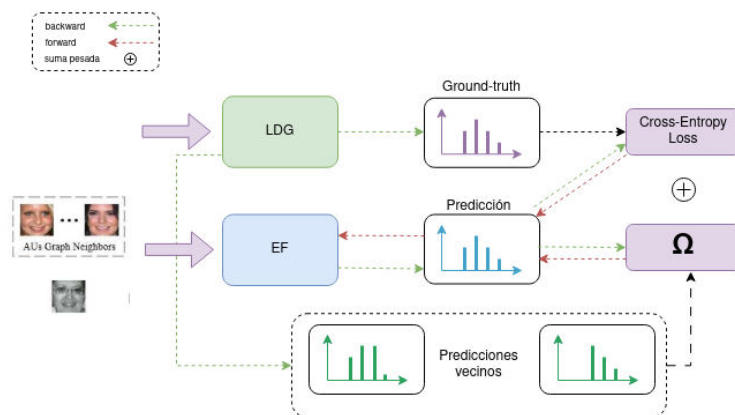 backward
forward
suma pesada
Ground-truth
LDG
Cross-Entropy
Loss
AUs Graph Neighbors
EF
Predicción
Ω
Predicciones
vecinos